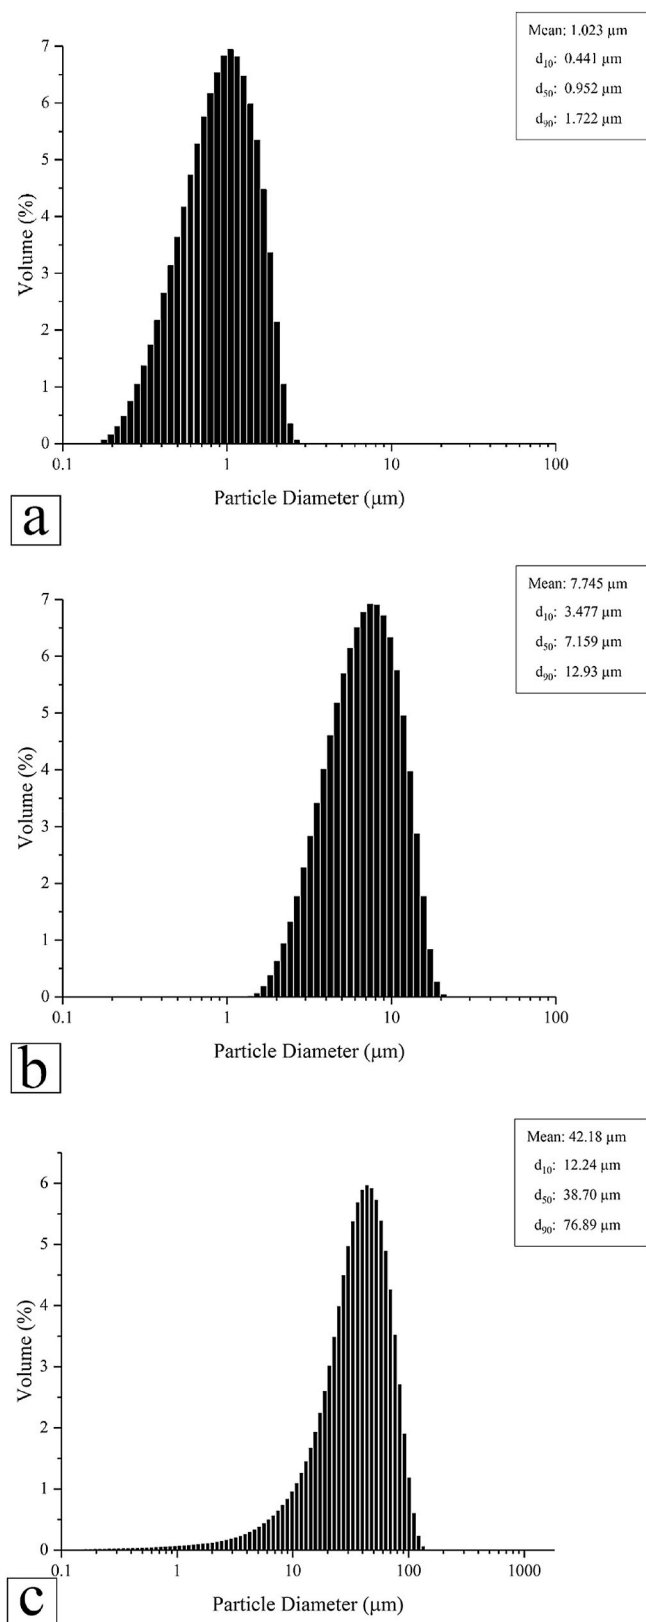 Mean: 1.023 µm
d10: 0.441 µm
d50: 0.952 µm
d90: 1.722 µm
7
6
5
4
3
2
1
0
Volume (%)
0.1 1 10 100
Particle Diameter (µm)
a
Mean: 7.745 µm
d10: 3.477 µm
d50: 7.159 µm
d90: 12.93 µm
7
6
5
4
3
2
1
0
Volume (%)
0.1 1 10 100
Particle Diameter (µm)
b
Mean: 42.18 µm
d10: 12.24 µm
d50: 38.70 µm
d90: 76.89 µm
6
5
4
3
2
1
0
Volume (%)
0.1 1 10 100 1000
Particle Diameter (µm)
c